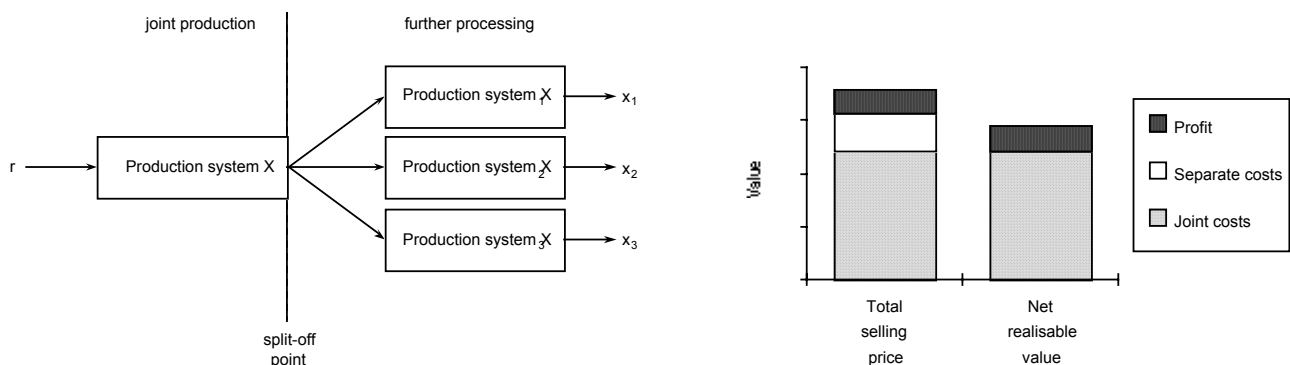 joint production
further processing
Production system X1
x1
r
Production system X
Production system X2
x2
Production system X3
x3
split-off
point
Value
Profit
Separate costs
Joint costs
Total
selling
price
Net
realisable
value